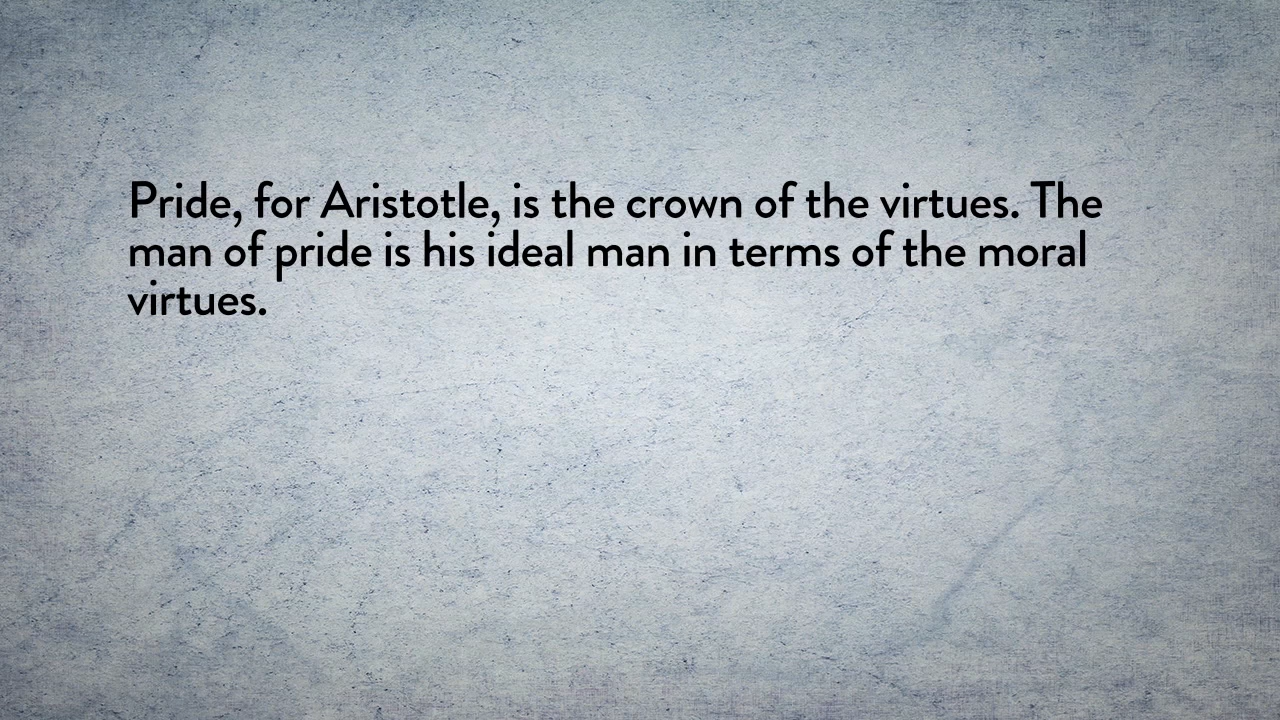 Pride, for Aristotle, is the crown of the virtues. The
man of pride is his ideal man in terms of the moral
virtues.